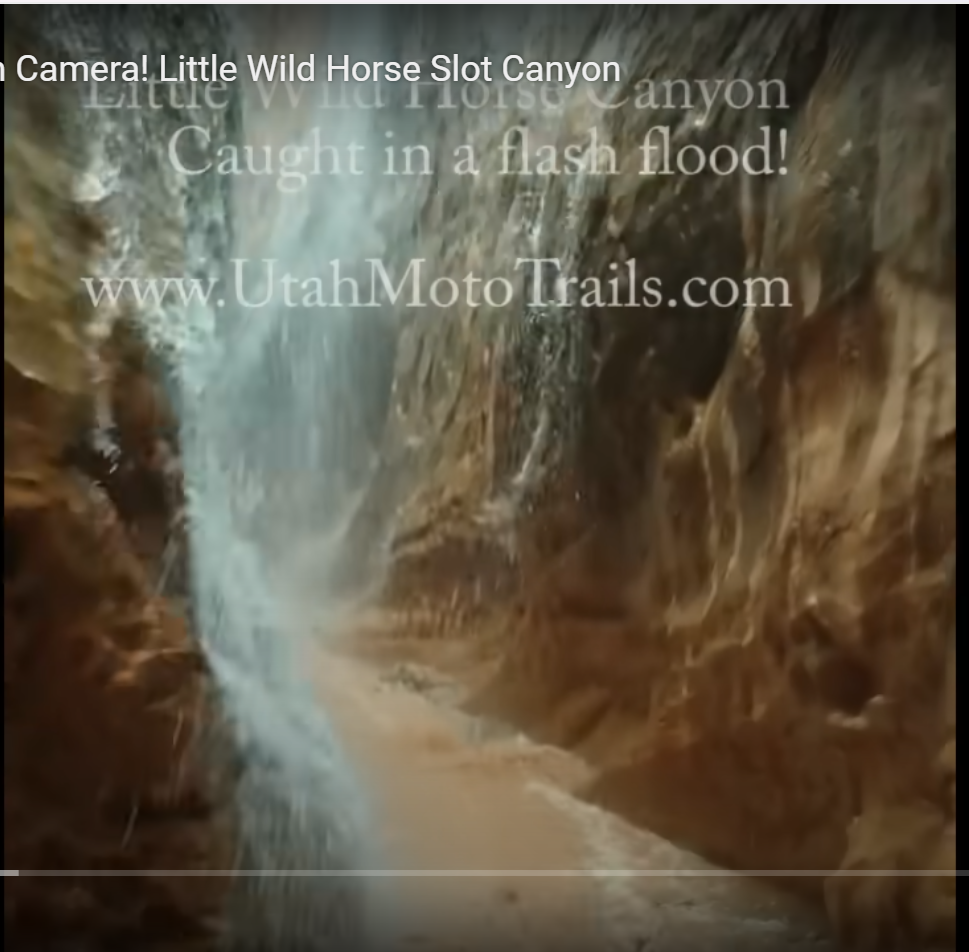 n Camera! Little Wild Horse Slot Canyon
Little Wild Horse Canyon
Caught in a flash flood!
www.UtahMotoTrails.com